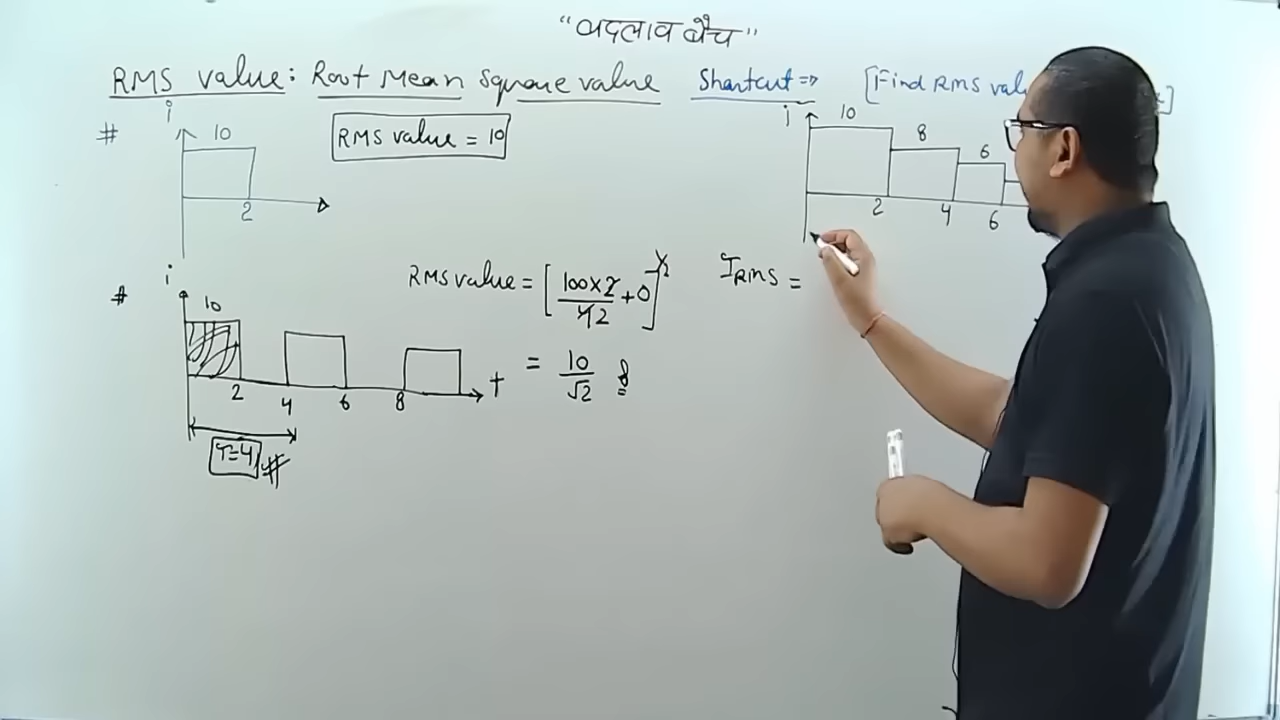 "बदलाव बैच"
RMS value: Root Mean Square value Shortcut ⇒ [Find RMS
# i 10
2
RMS value = 10
i 10 8 6
2 4 6
# i 10
2 4 6 8 t
T=4
RMS value = [100×2/4 2 + 0]^1/2
= 10/√2
IRMS =